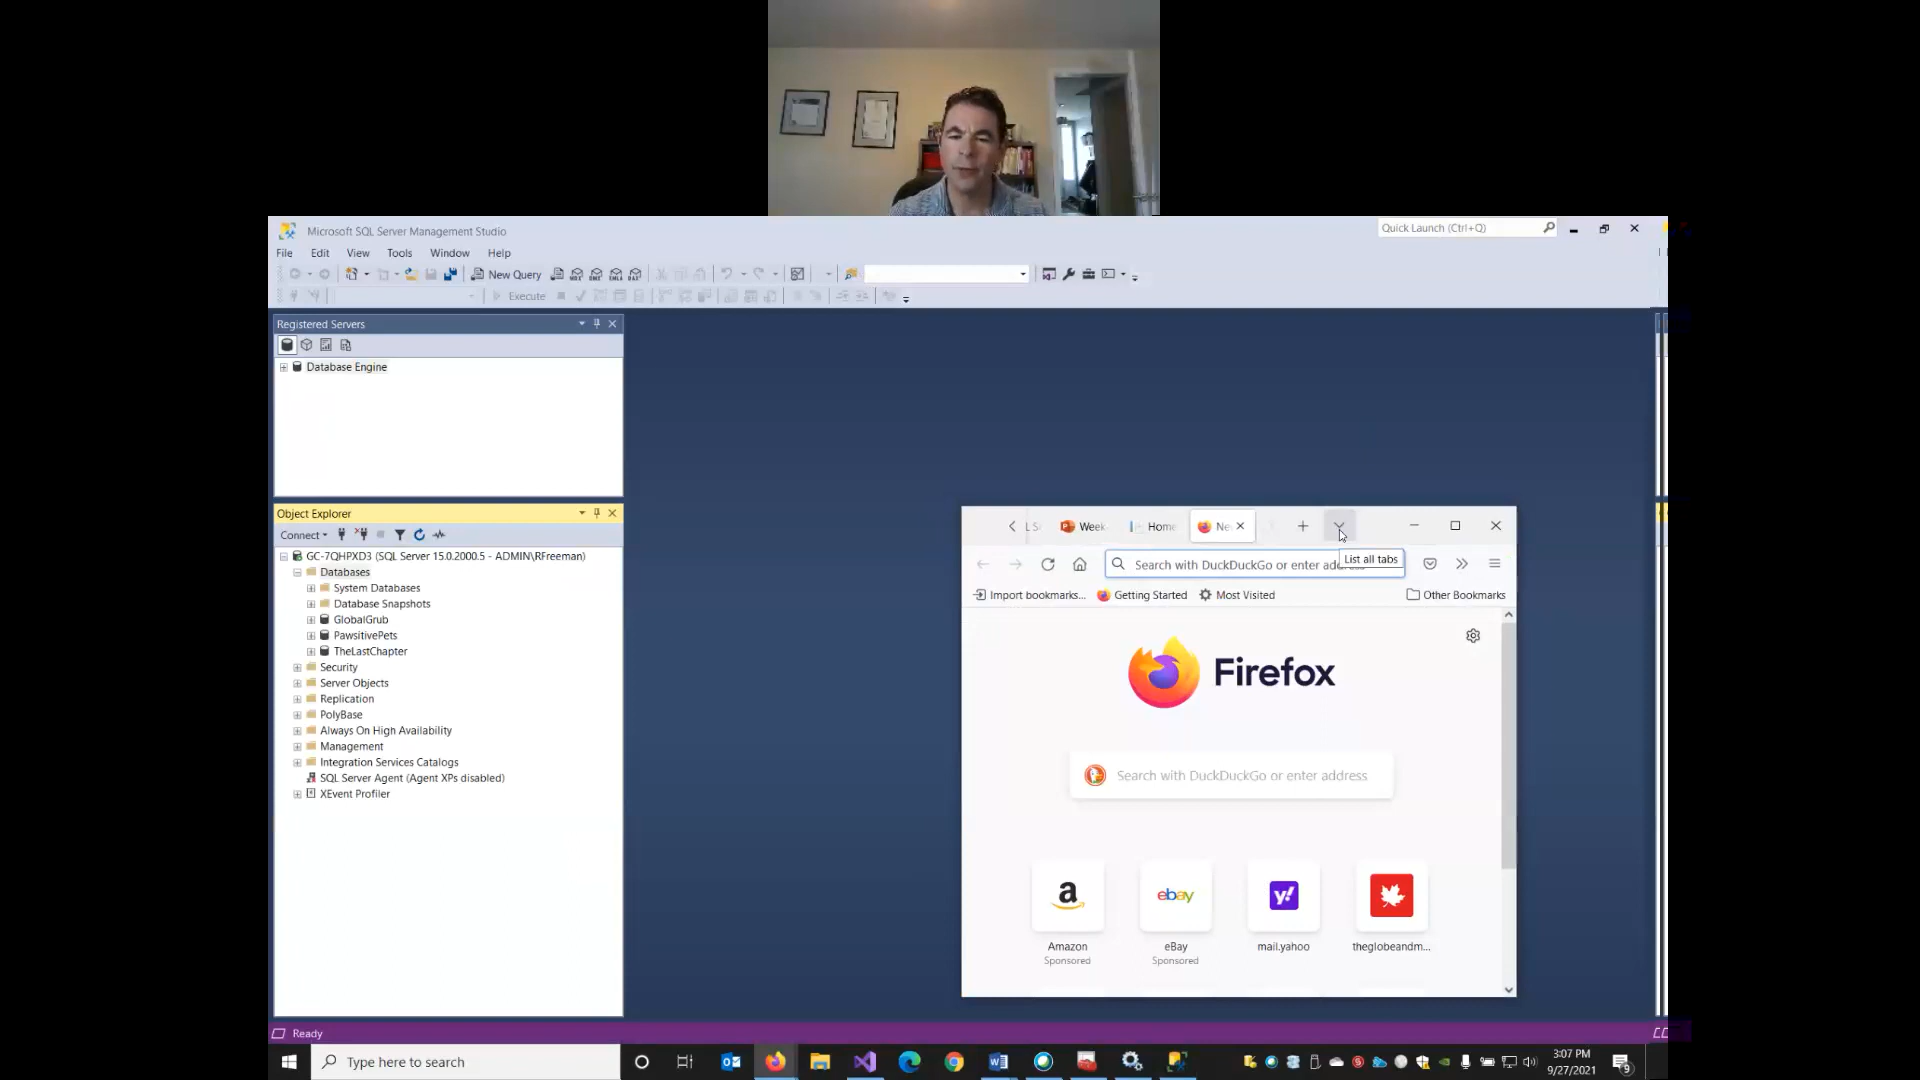 Microsoft SQL Server Management Studio
Quick Launch (Ctrl+Q)
File Edit View Tools Window Help
New Query
Execute
Registered Servers
Database Engine
Object Explorer
Connect
GC-7QHPXD3 (SQL Server 15.0.2000.5 - ADMIN\RFreeman)
Databases
System Databases
Database Snapshots
GlobalGrub
PawsitivePets
TheLastChapter
Security
Server Objects
Replication
PolyBase
Always On High Availability
Management
Integration Services Catalogs
SQL Server Agent (Agent XPs disabled)
XEvent Profiler
Week Home Ne
Search with DuckDuckGo or enter
List all tabs
Import bookmarks... Getting Started Most Visited Other Bookmarks
Firefox
Search with DuckDuckGo or enter address
a ebay y!
Amazon eBay mail.yahoo theglobeandm...
Sponsored Sponsored
Ready
Type here to search
3:07 PM
9/27/2021
9